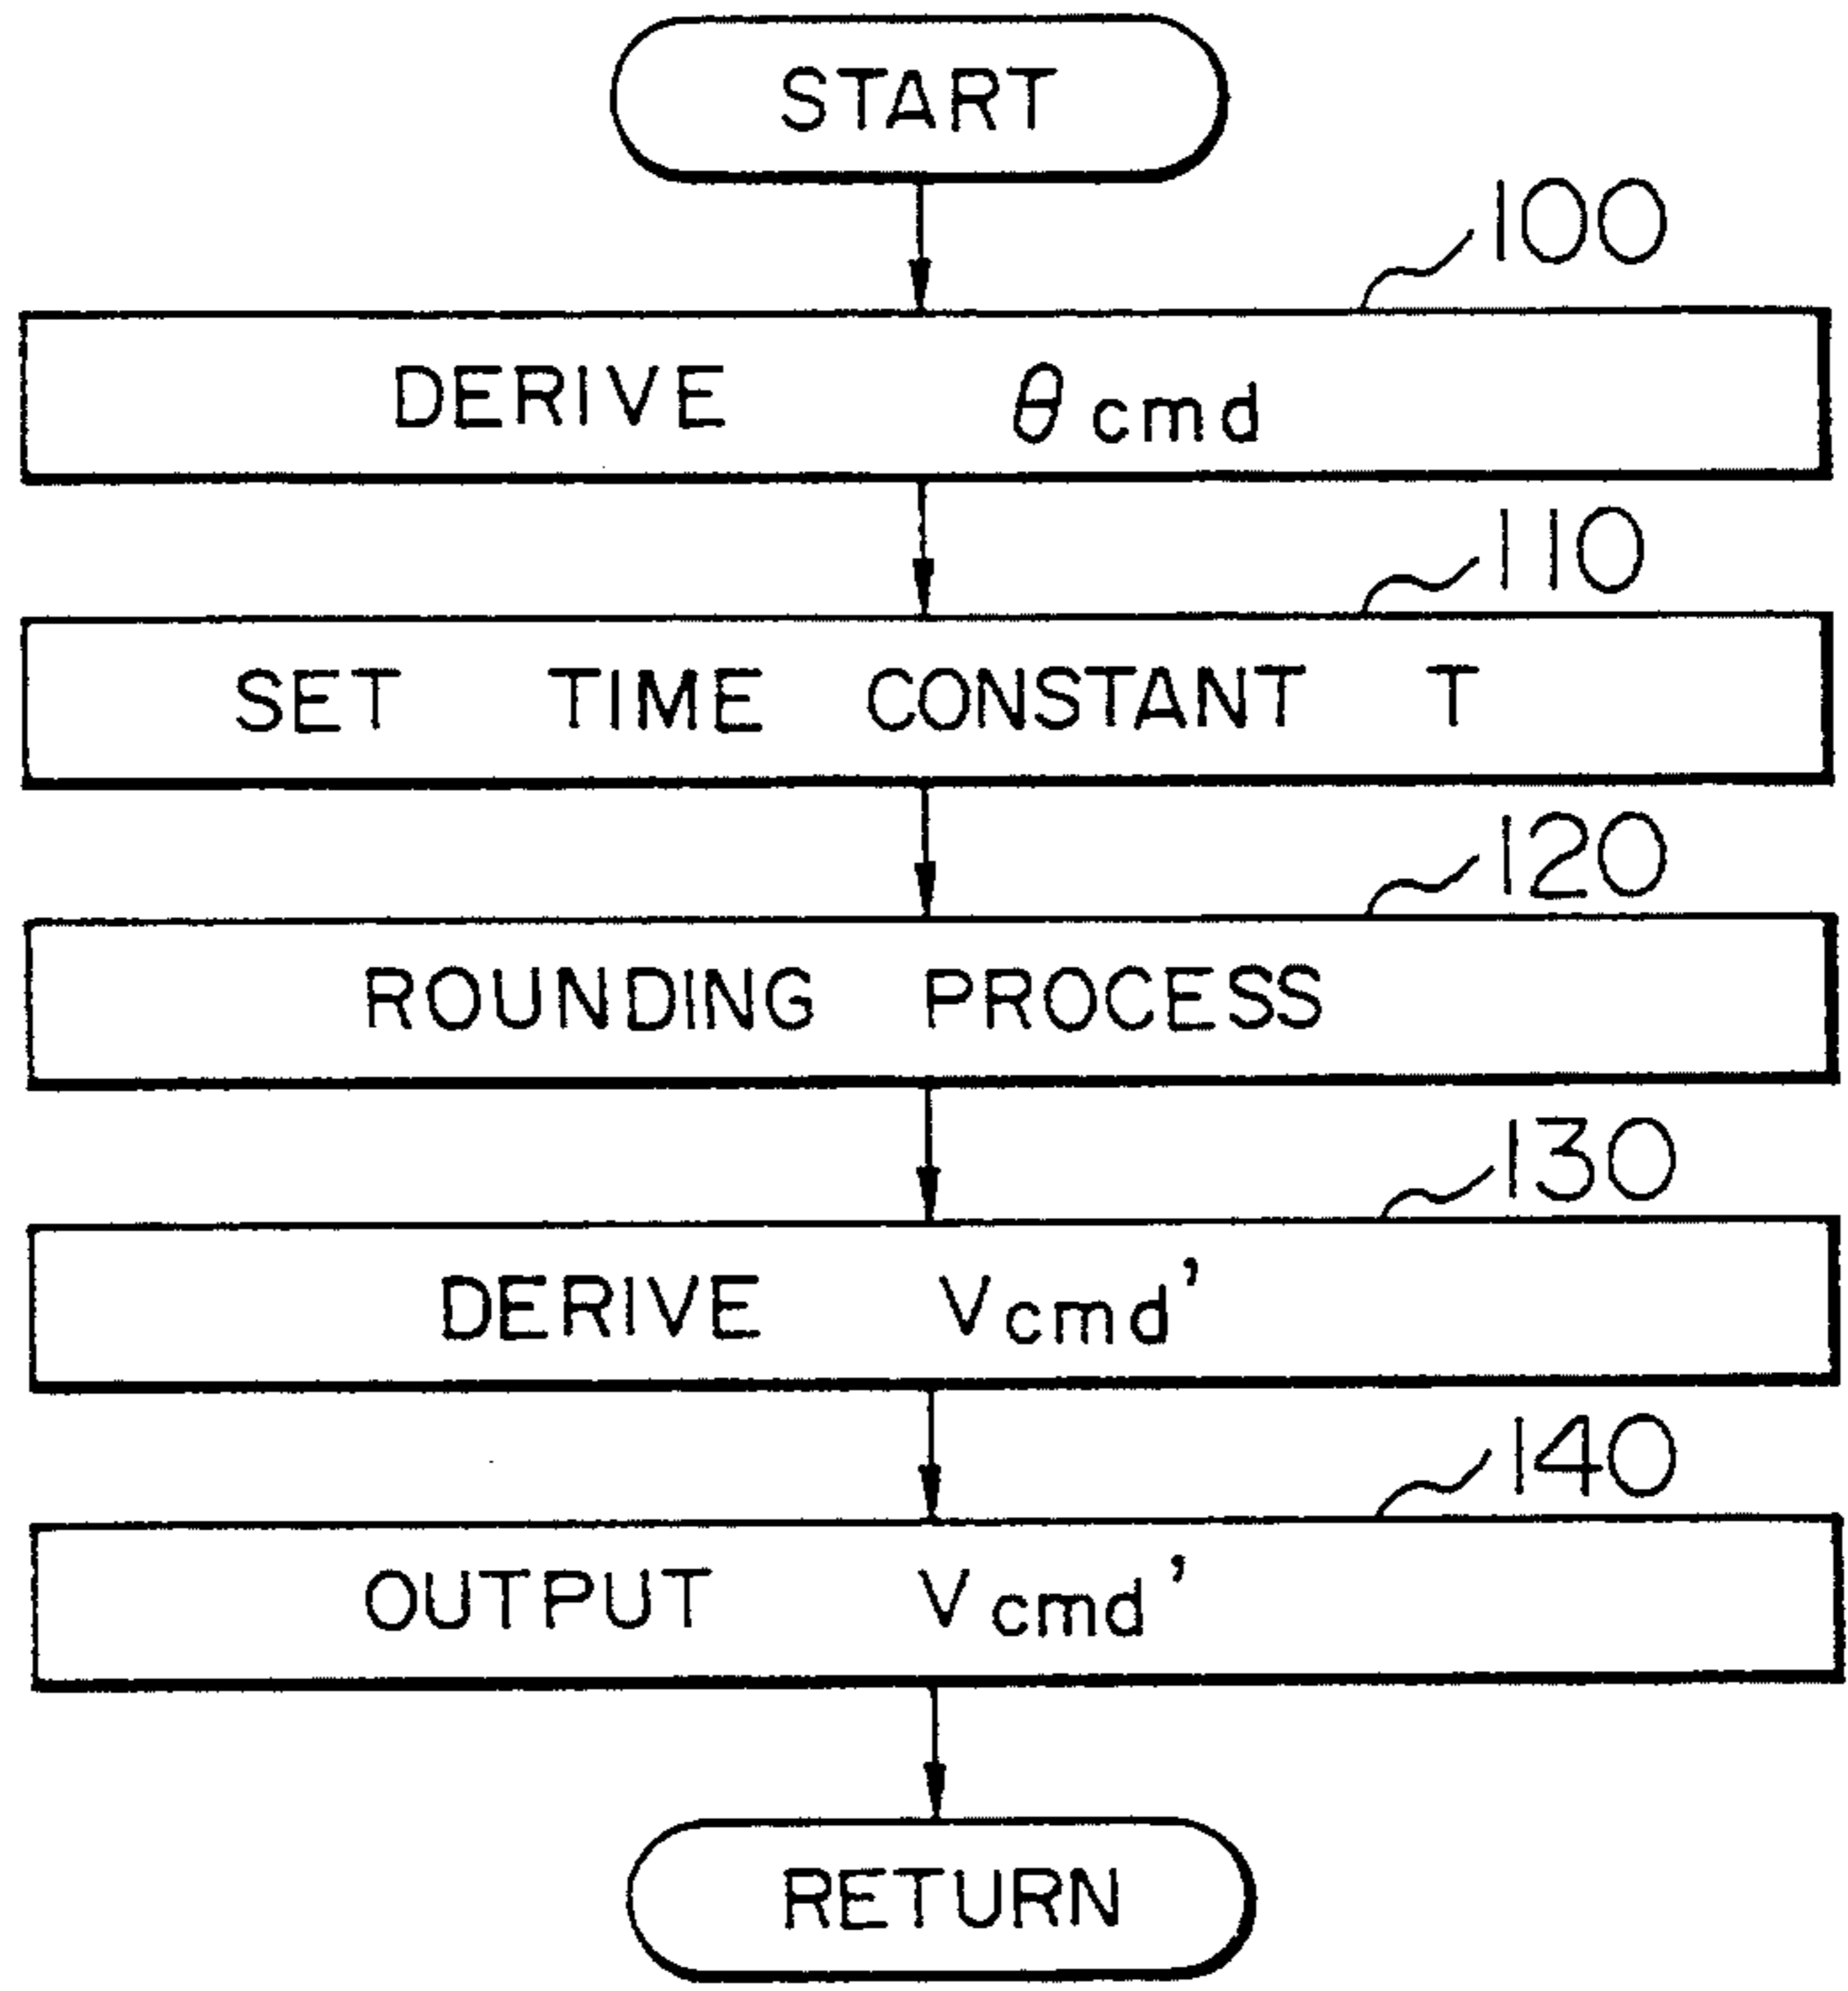 START
100
DERIVE θcmd
110
SET TIME CONSTANT T
120
ROUNDING PROCESS
130
DERIVE Vcmd'
140
OUTPUT Vcmd'
RETURN